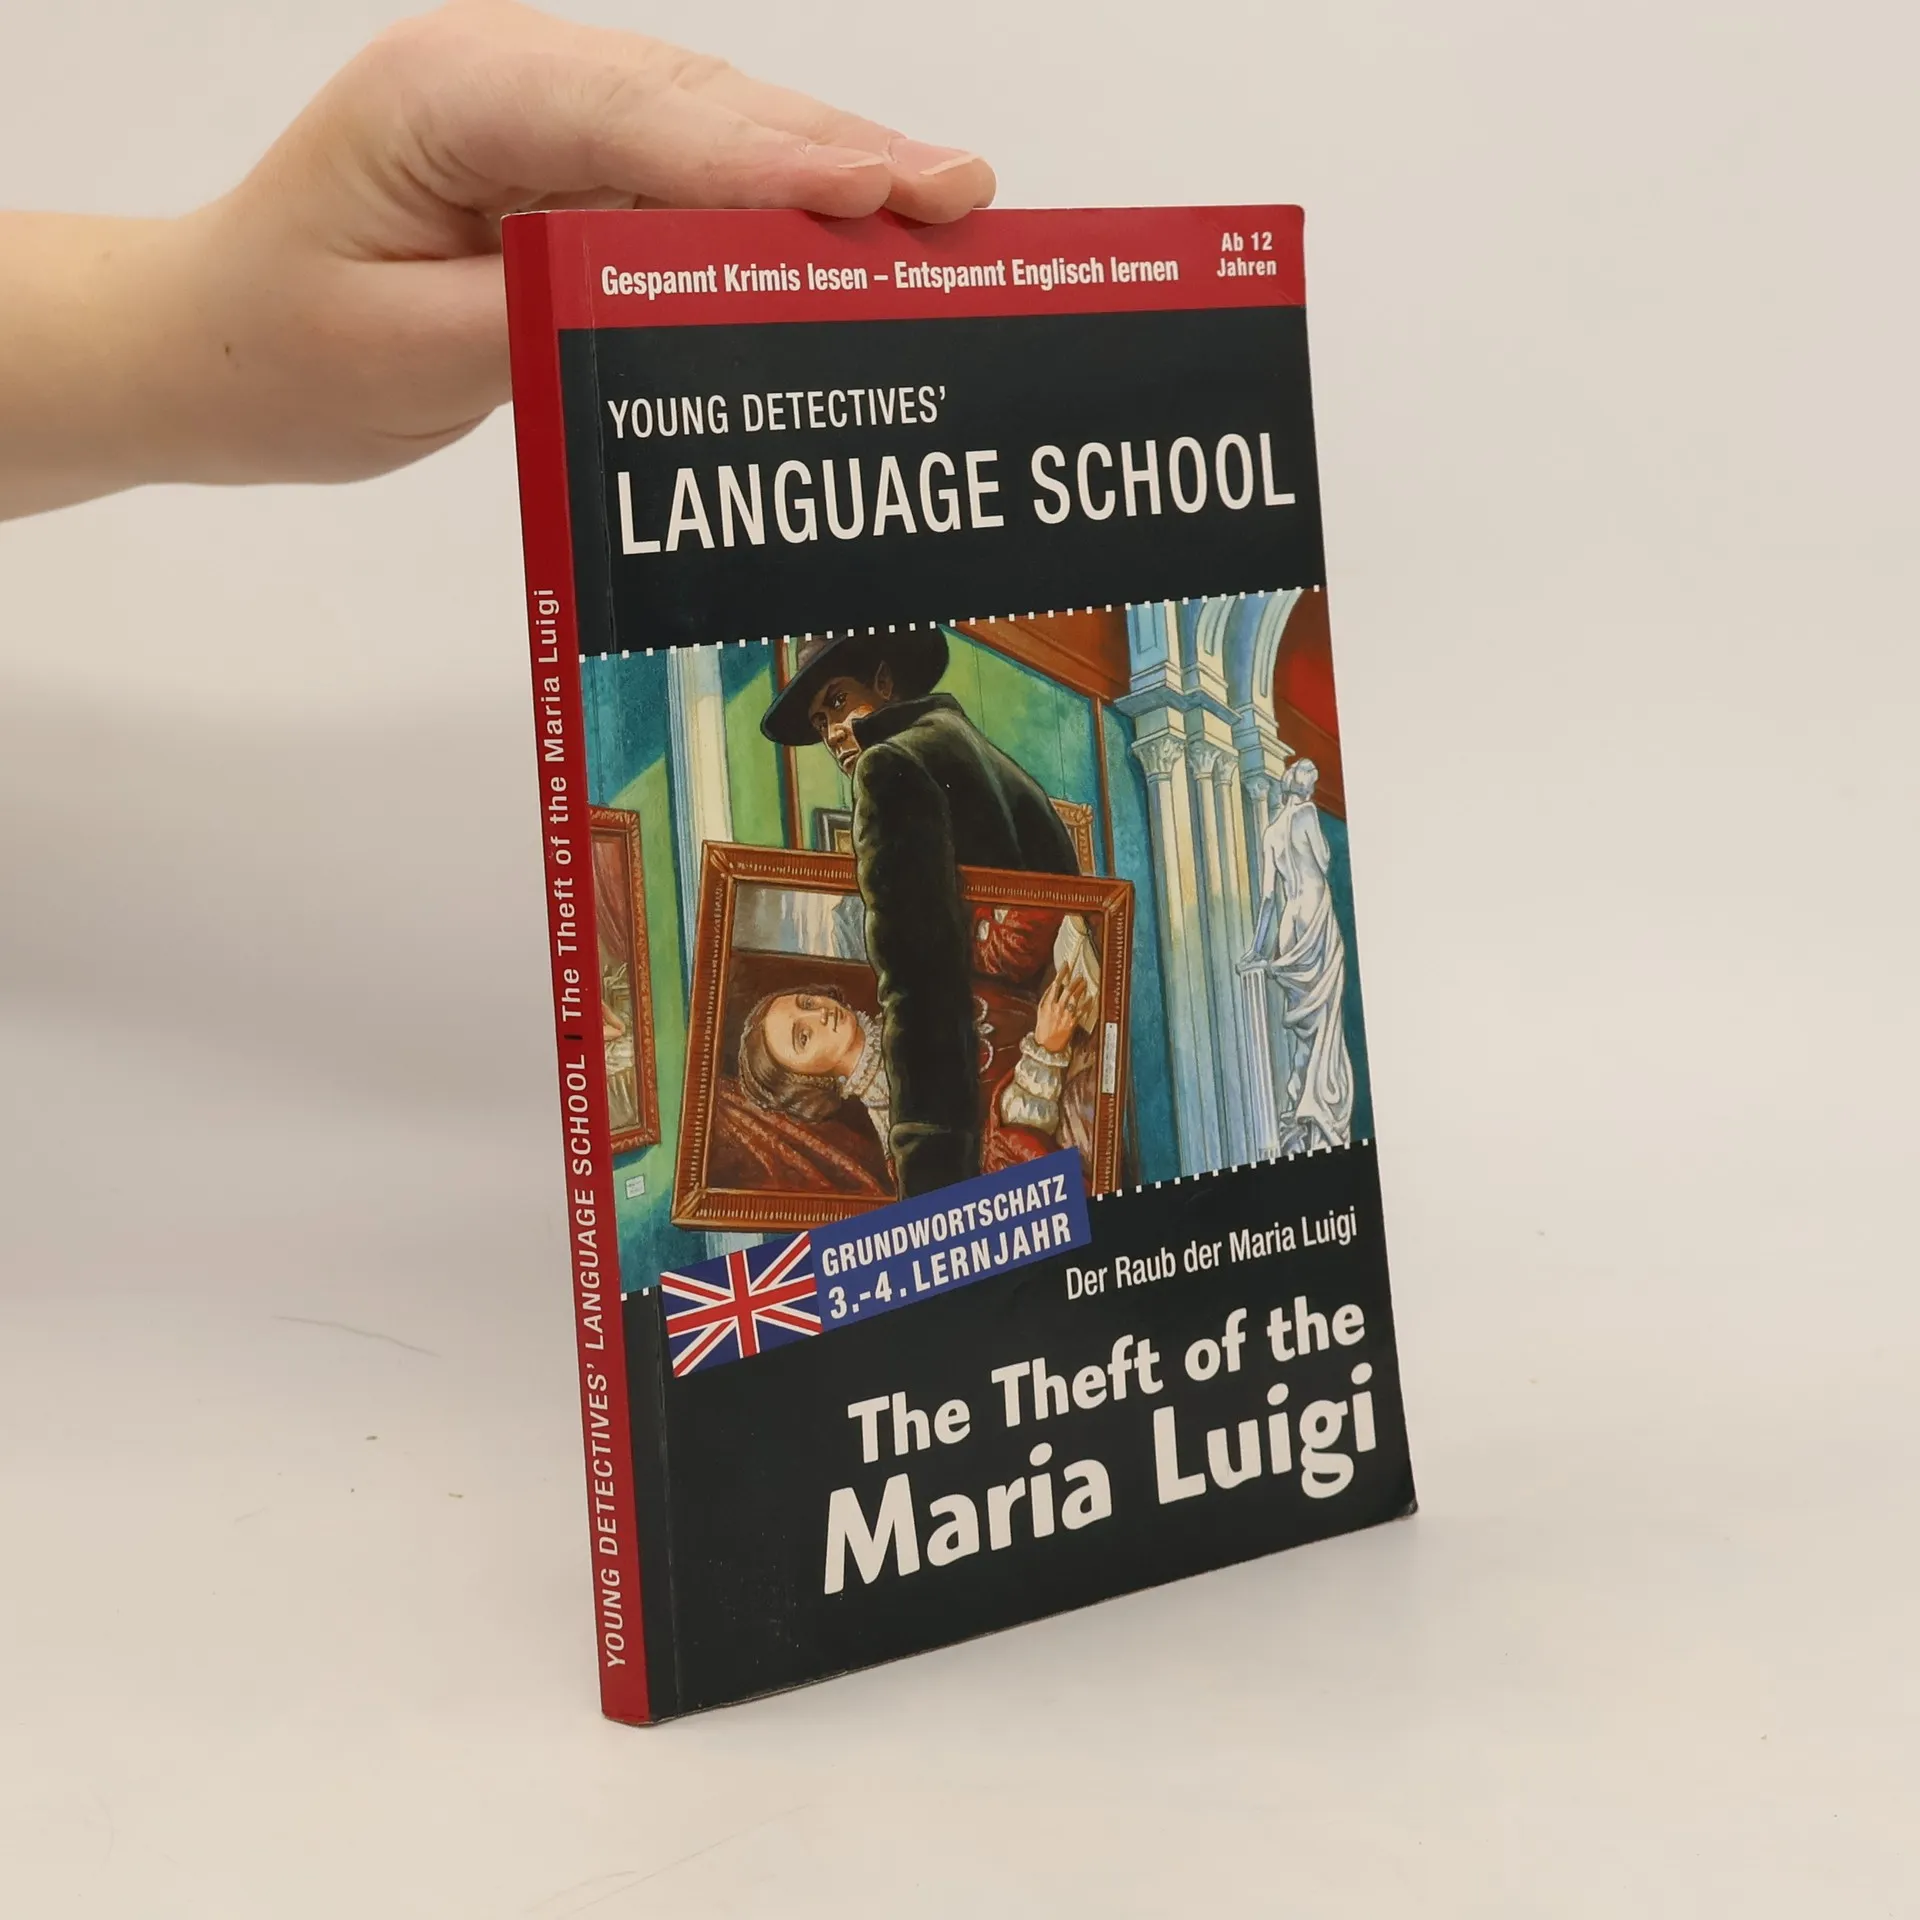 Gespannt Krimis lesen – Entspannt Englisch lernen
Ab 12
Jahren
YOUNG DETECTIVES'
LANGUAGE SCHOOL
GRUNDWORTSCHATZ
3.-4. LERNJAHR
Der Raub der Maria Luigi
The Theft of the
Maria Luigi
YOUNG DETECTIVES' LANGUAGE SCHOOL I The Theft of the Maria Luigi